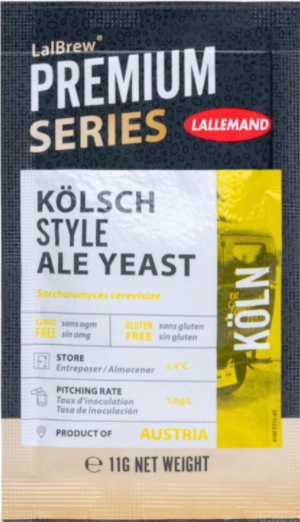 LalBrew®
PREMIUM
SERIES
LALLEMAND
KÖLSCH
STYLE
ALE YEAST
Saccharomyces cerevisiae
GMO FREE sans ogm sin omg
GLUTEN FREE sans gluten sin gluten
STORE
Entreposer / Almacenar
≤ 4°C
PITCHING RATE
Taux d'inoculation
Tasa de inoculación
1.0g/L
PRODUCT OF AUSTRIA
KÖLN
℮ 11G NET WEIGHT